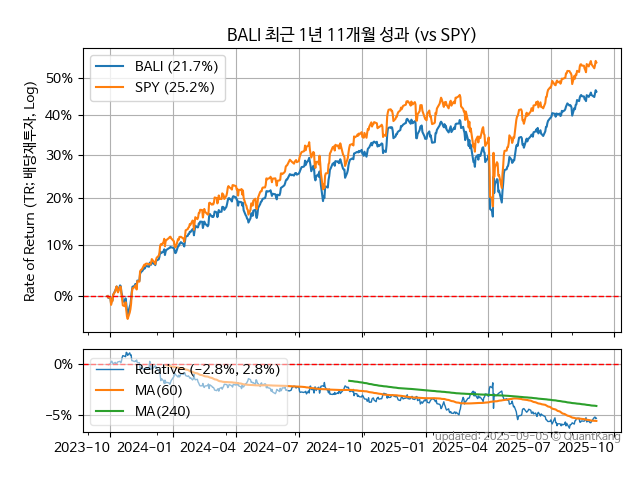 BALI 최근 1년 11개월 성과 (vs SPY)
BALI (21.7%)
SPY (25.2%)
Rate of Return (TR: 배당재투자, Log)
50%
40%
30%
20%
10%
0%
Relative (−2.8%, 2.8%)
MA(60)
MA(240)
0%
−5%
updated: 2025-09-05 © QuantKang
2023-10 2024-01 2024-04 2024-07 2024-10 2025-01 2025-04 2025-07 2025-10